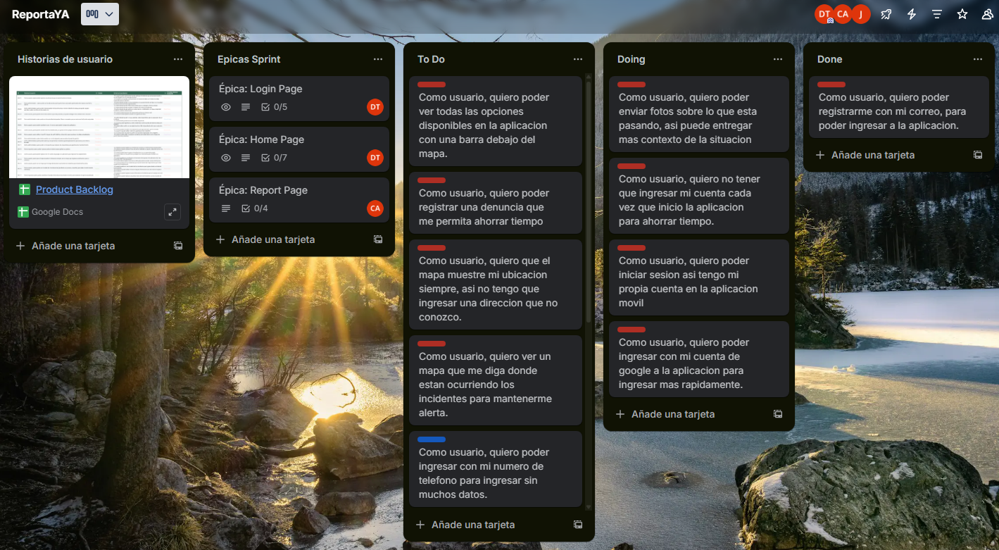 ReportaYA
DT
CA
J
Historias de usuario
Product Backlog
Google Docs
Añade una tarjeta
Epicas Sprint
Épica: Login Page
0/5
DT
Épica: Home Page
0/7
DT
Épica: Report Page
0/4
CA
Añade una tarjeta
To Do
Como usuario, quiero poder
ver todas las opciones
disponibles en la aplicacion
con una barra debajo del
mapa.
Como usuario, quiero poder
registrar una denuncia que
me permita ahorrar tiempo
Como usuario, quiero que el
mapa muestre mi ubicacion
siempre, asi no tengo que
ingresar una direccion que no
conozco.
Como usuario, quiero ver un
mapa que me diga donde
estan ocurriendo los
incidentes para mantenerme
alerta.
Como usuario, quiero poder
ingresar con mi numero de
telefono para ingresar sin
muchos datos.
Añade una tarjeta
Doing
Como usuario, quiero poder
enviar fotos sobre lo que esta
pasando, asi puede entregar
mas contexto de la situacion
Como usuario, quiero no tener
que ingresar mi cuenta cada
vez que inicio la aplicacion
para ahorrar tiempo.
Como usuario, quiero poder
iniciar sesion asi tengo mi
propia cuenta en la aplicacion
movil
Como usuario, quiero poder
ingresar con mi cuenta de
google a la aplicacion para
ingresar mas rapidamente.
Añade una tarjeta
Done
Como usuario, quiero poder
registrarme con mi correo, para
poder ingresar a la aplicacion.
Añade una tarjeta